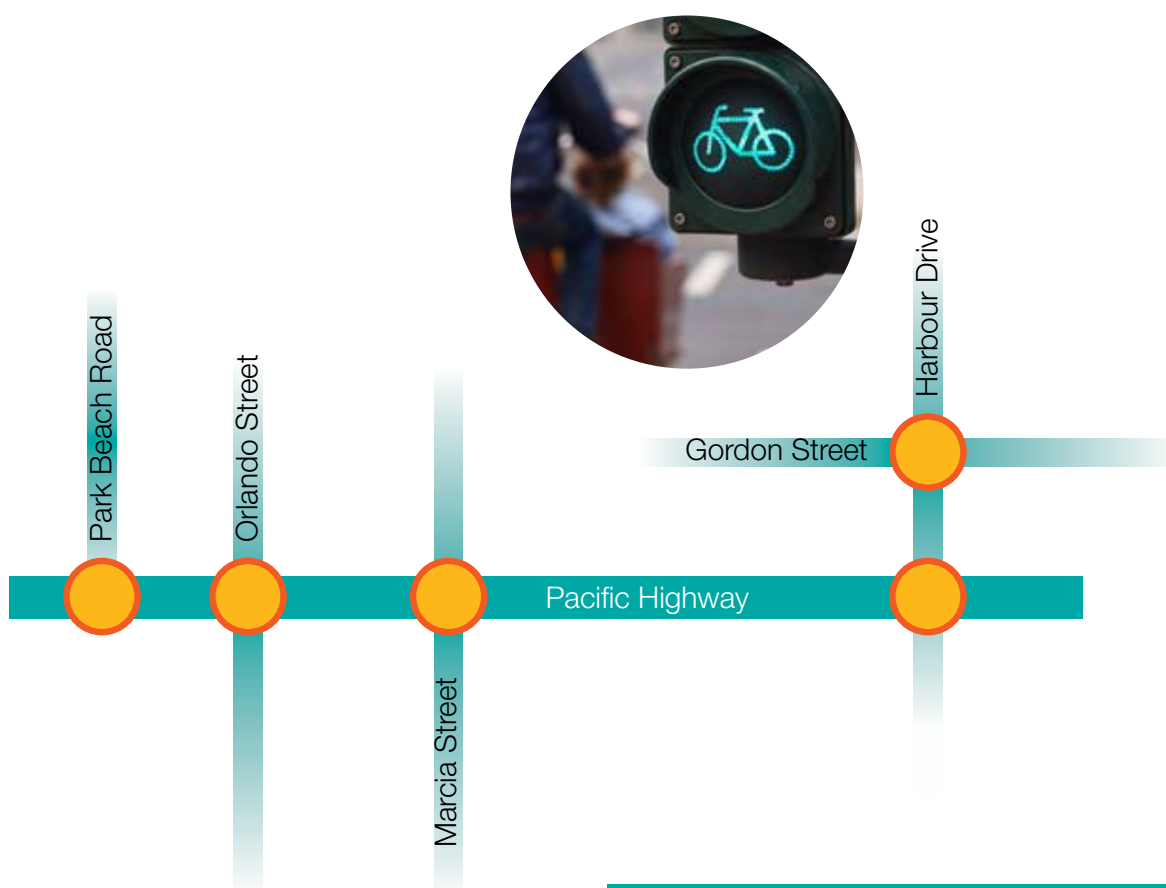 Harbour Drive
Park Beach Road
Orlando Street
Gordon Street
Pacific Highway
Marcia Street